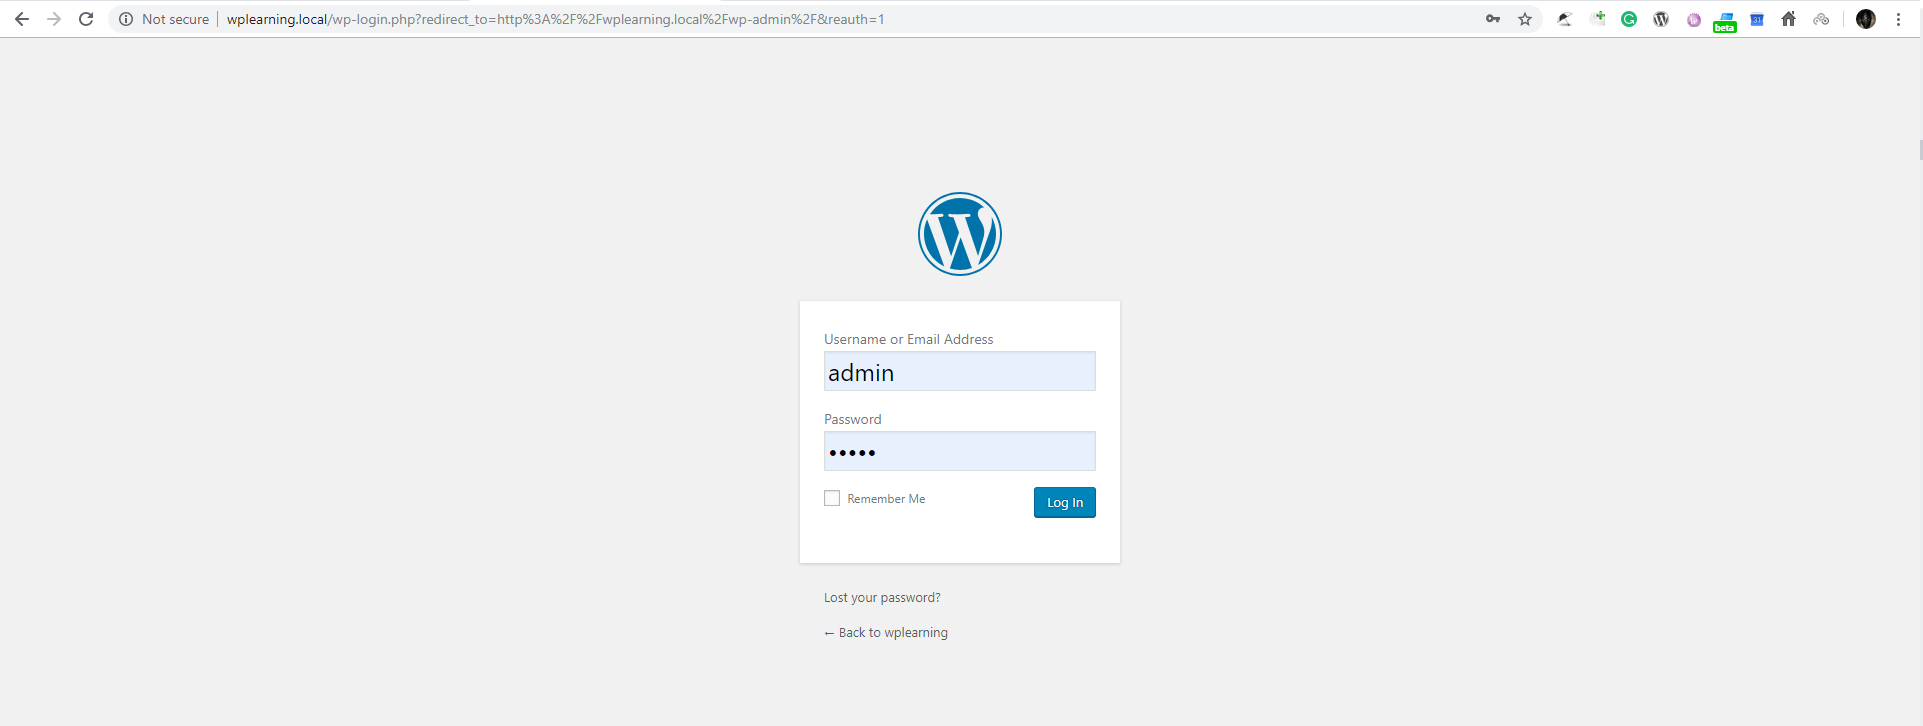 Not secure | wplearning.local/wp-login.php?redirect_to=http%3A%2F%2Fwplearning.local%2Fwp-admin%2F&reauth=1
beta
31
Username or Email Address
admin
Password
•••••
Remember Me
Log In
Lost your password?
← Back to wplearning